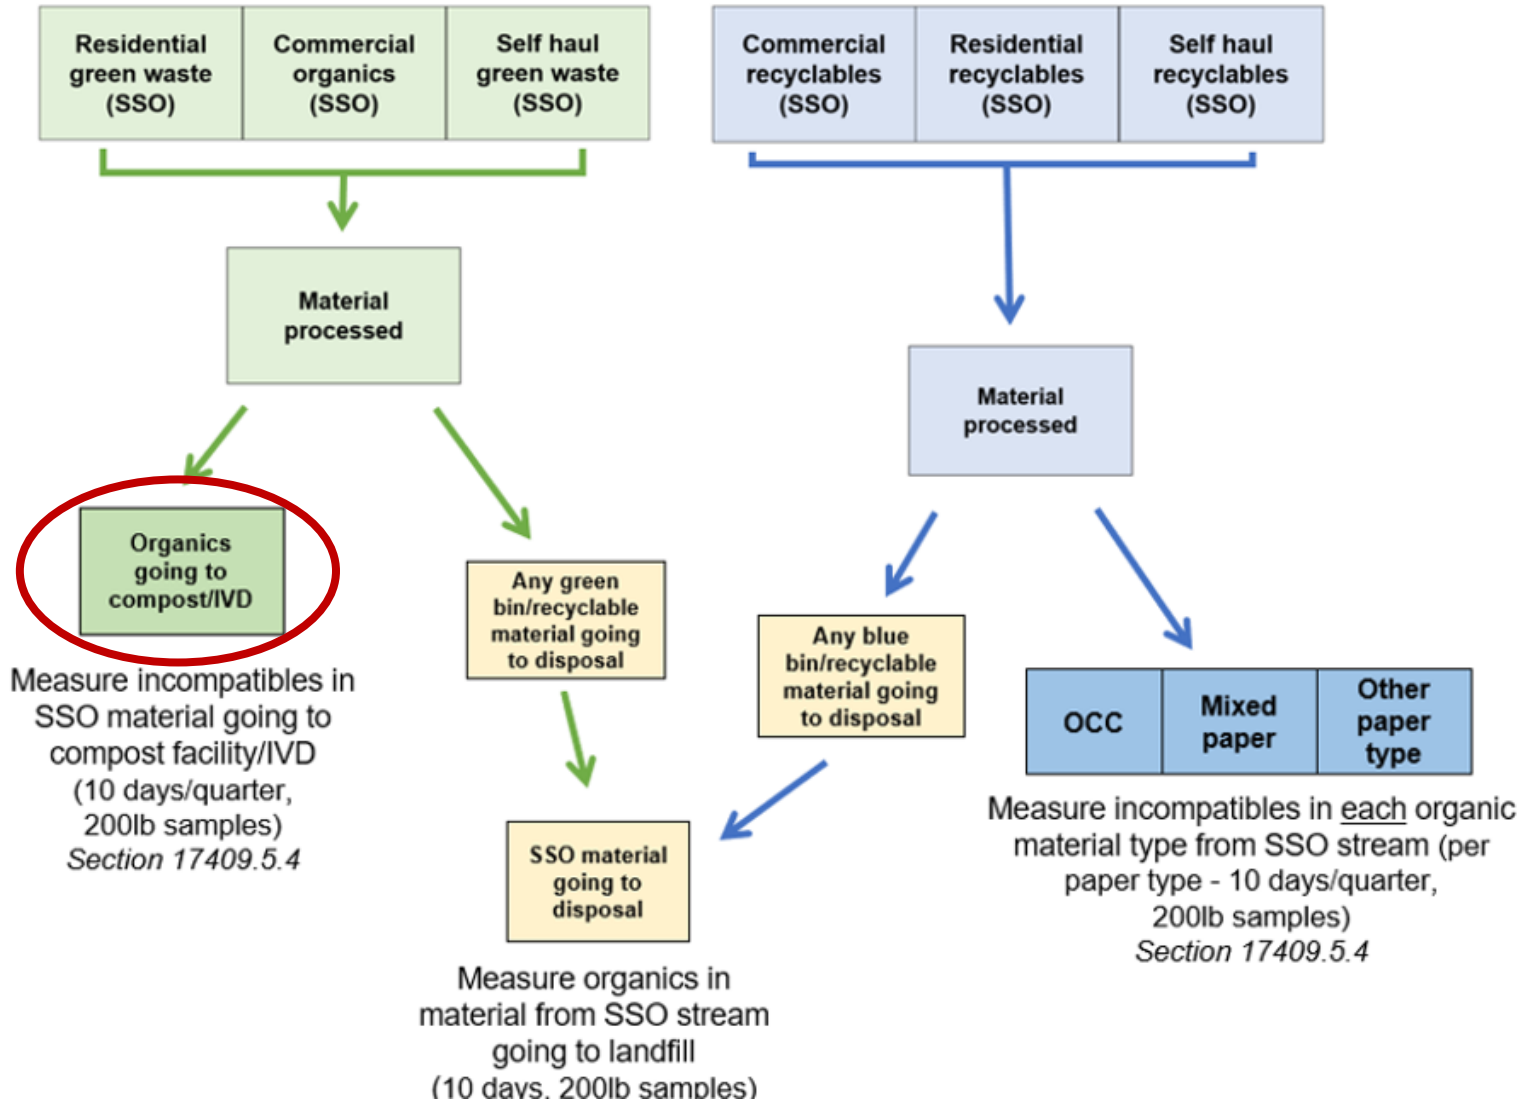 Residential
green waste
(SSO)
Commercial
organics
(SSO)
Self haul
green waste
(SSO)
Commercial
recyclables
(SSO)
Residential
recyclables
(SSO)
Self haul
recyclables
(SSO)
Material
processed
Material
processed
Organics
going to
compost/IVD
Measure incompatibles in
SSO material going to
compost facility/IVD
(10 days/quarter,
200lb samples)
Section 17409.5.4
Any green
bin/recyclable
material going
to disposal
Any blue
bin/recyclable
material going
to disposal
SSO material
going to
disposal
Measure organics in
material from SSO stream
going to landfill
(10 days, 200lb samples)
OCC
Mixed
paper
Other
paper
type
Measure incompatibles in each organic
material type from SSO stream (per
paper type - 10 days/quarter,
200lb samples)
Section 17409.5.4